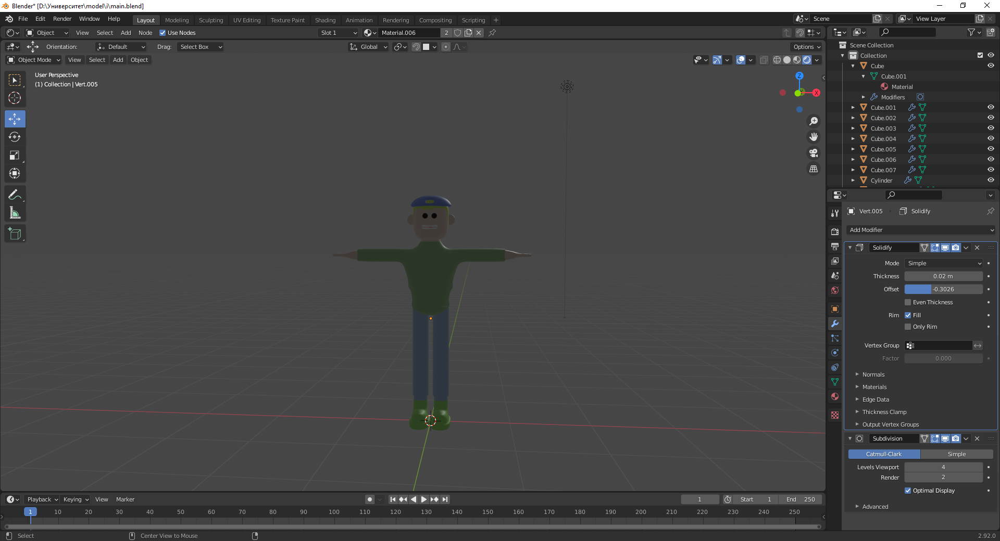 Blender* [D:\Университет\model\i\main.blend]
File Edit Render Window Help
Layout Modeling Sculpting UV Editing Texture Paint Shading Animation Rendering Compositing Scripting +
Scene View Layer
Object View Select Add Node Use Nodes Slot 1 Material.006 2
Orientation: Default Drag: Select Box Global Options
Object Mode View Select Add Object
User Perspective
(1) Collection | Vert.005
Z
X
Scene Collection
Collection
Cube
Cube.001
Material
Modifiers
Cube.001
Cube.002
Cube.003
Cube.004
Cube.005
Cube.006
Cube.007
Cylinder
Vert.005 Solidify
Add Modifier
Solidify
Mode Simple
Thickness 0.02 m
Offset -0.3026
Even Thickness
Rim Fill
Only Rim
Vertex Group
Factor 0.000
Normals
Materials
Edge Data
Thickness Clamp
Output Vertex Groups
Subdivision
Catmull-Clark Simple
Levels Viewport 4
Render 2
Optimal Display
Advanced
Playback Keying View Marker 1 Start 1 End 250
1 10 20 30 40 50 60 70 80 90 100 110 120 130 140 150 160 170 180 190 200 210 220 230 240 250
Select Center View to Mouse 2.92.0